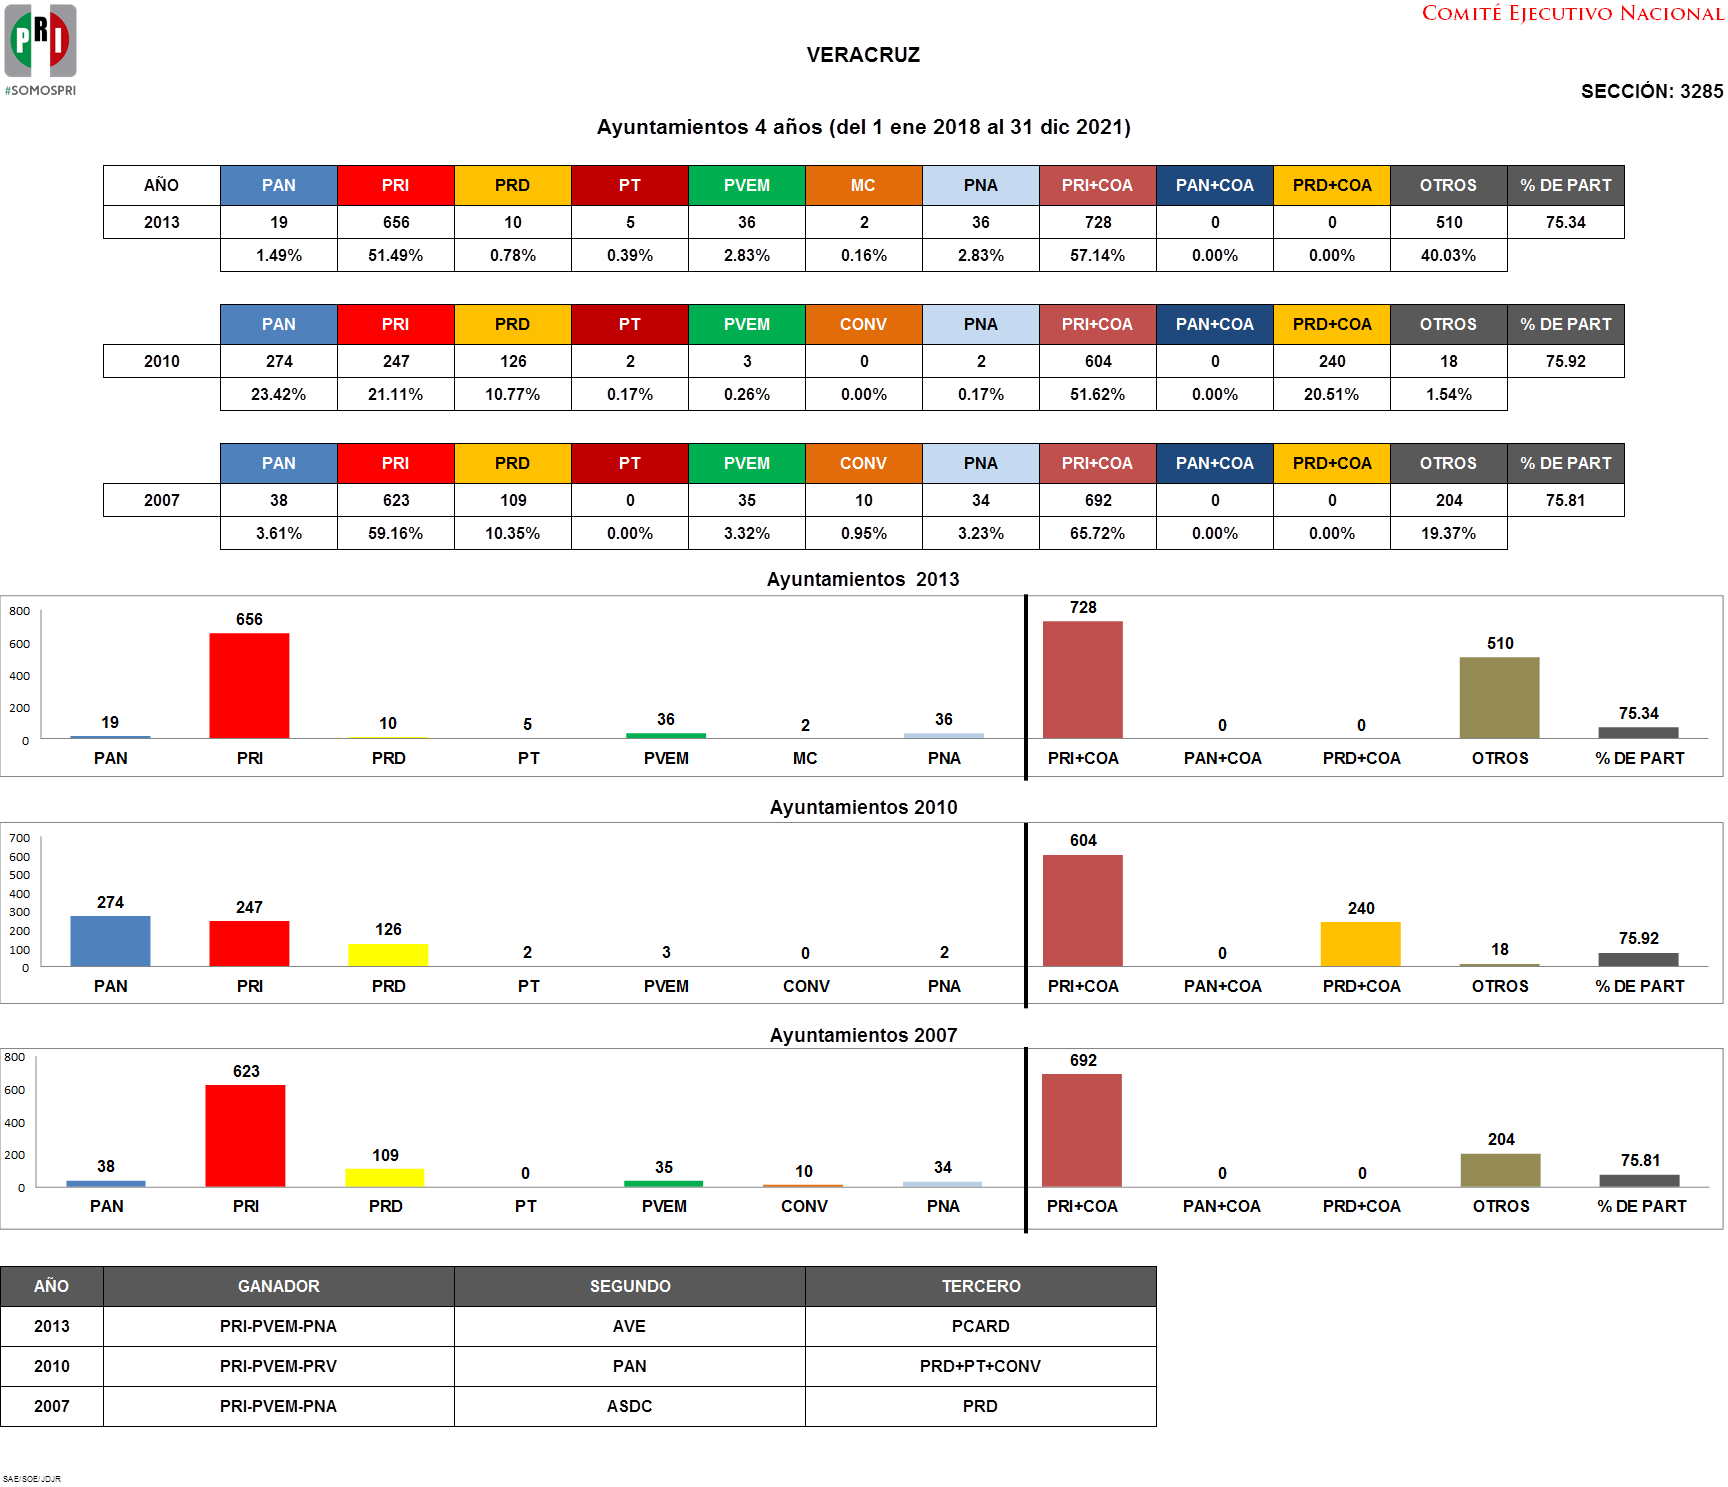 PRI
#SOMOSPRI
COMITÉ EJECUTIVO NACIONAL
VERACRUZ
SECCIÓN: 3285
Ayuntamientos 4 años (del 1 ene 2018 al 31 dic 2021)
AÑO PAN PRI PRD PT PVEM MC PNA PRI+COA PAN+COA PRD+COA OTROS % DE PART
2013 19 656 10 5 36 2 36 728 0 0 510 75.34
1.49% 51.49% 0.78% 0.39% 2.83% 0.16% 2.83% 57.14% 0.00% 0.00% 40.03%
PAN PRI PRD PT PVEM CONV PNA PRI+COA PAN+COA PRD+COA OTROS % DE PART
2010 274 247 126 2 3 0 2 604 0 240 18 75.92
23.42% 21.11% 10.77% 0.17% 0.26% 0.00% 0.17% 51.62% 0.00% 20.51% 1.54%
PAN PRI PRD PT PVEM CONV PNA PRI+COA PAN+COA PRD+COA OTROS % DE PART
2007 38 623 109 0 35 10 34 692 0 0 204 75.81
3.61% 59.16% 10.35% 0.00% 3.32% 0.95% 3.23% 65.72% 0.00% 0.00% 19.37%
Ayuntamientos 2013
800
600
400
200
0
19 656 10 5 36 2 36 728 0 0 510 75.34
PAN PRI PRD PT PVEM MC PNA PRI+COA PAN+COA PRD+COA OTROS % DE PART
Ayuntamientos 2010
700
600
500
400
300
200
100
0
274 247 126 2 3 0 2 604 0 240 18 75.92
PAN PRI PRD PT PVEM CONV PNA PRI+COA PAN+COA PRD+COA OTROS % DE PART
Ayuntamientos 2007
800
600
400
200
0
38 623 109 0 35 10 34 692 0 0 204 75.81
PAN PRI PRD PT PVEM CONV PNA PRI+COA PAN+COA PRD+COA OTROS % DE PART
AÑO GANADOR SEGUNDO TERCERO
2013 PRI-PVEM-PNA AVE PCARD
2010 PRI-PVEM-PRV PAN PRD+PT+CONV
2007 PRI-PVEM-PNA ASDC PRD
SAE/SOE/JDJR